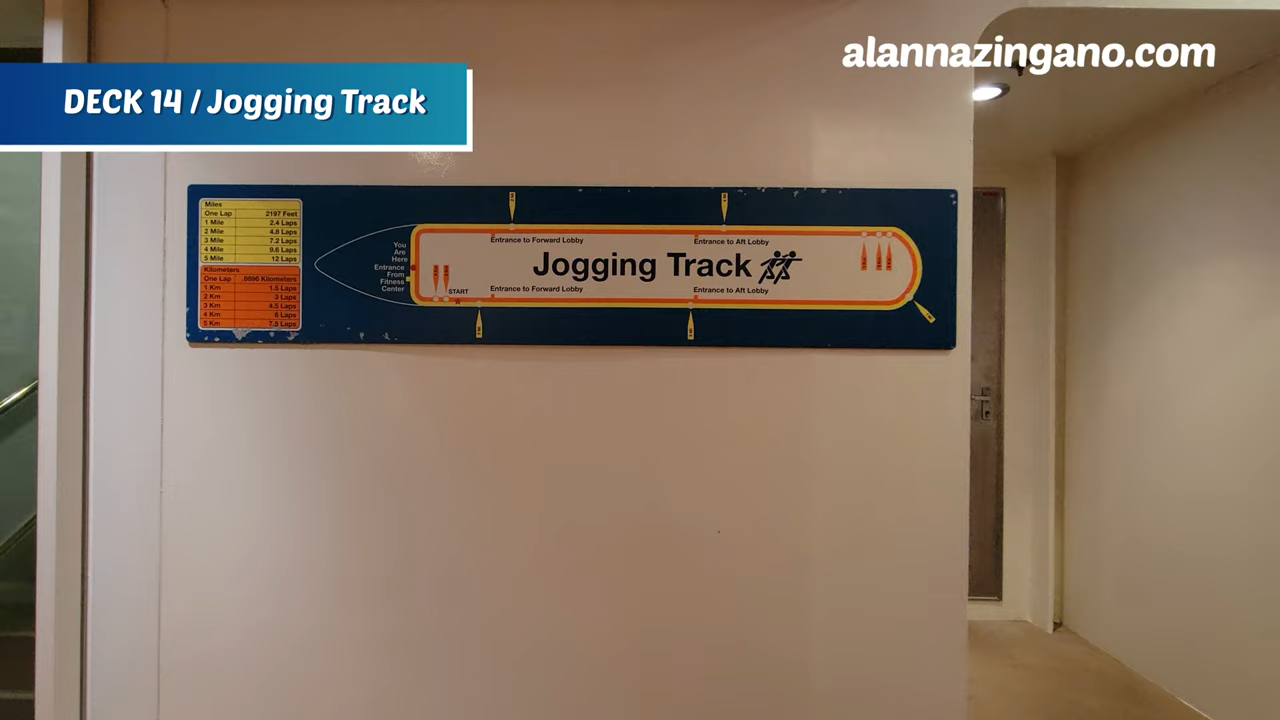 alannazingano.com
DECK 14 / Jogging Track
Miles
One Lap 2197 Feet
1 Mile 2.4 Laps
2 Mile 4.8 Laps
3 Mile 7.2 Laps
4 Mile 9.6 Laps
5 Mile 12 Laps
Kilometers
One Lap .6696 Kilometers
1 Km 1.5 Laps
2 Km 3 Laps
3 Km 4.5 Laps
4 Km 6 Laps
5 Km 7.5 Laps
You
Are
Here
Entrance
From
Fitness
Center
Entrance to Forward Lobby
Entrance to Aft Lobby
Jogging Track
START
Entrance to Forward Lobby
Entrance to Aft Lobby